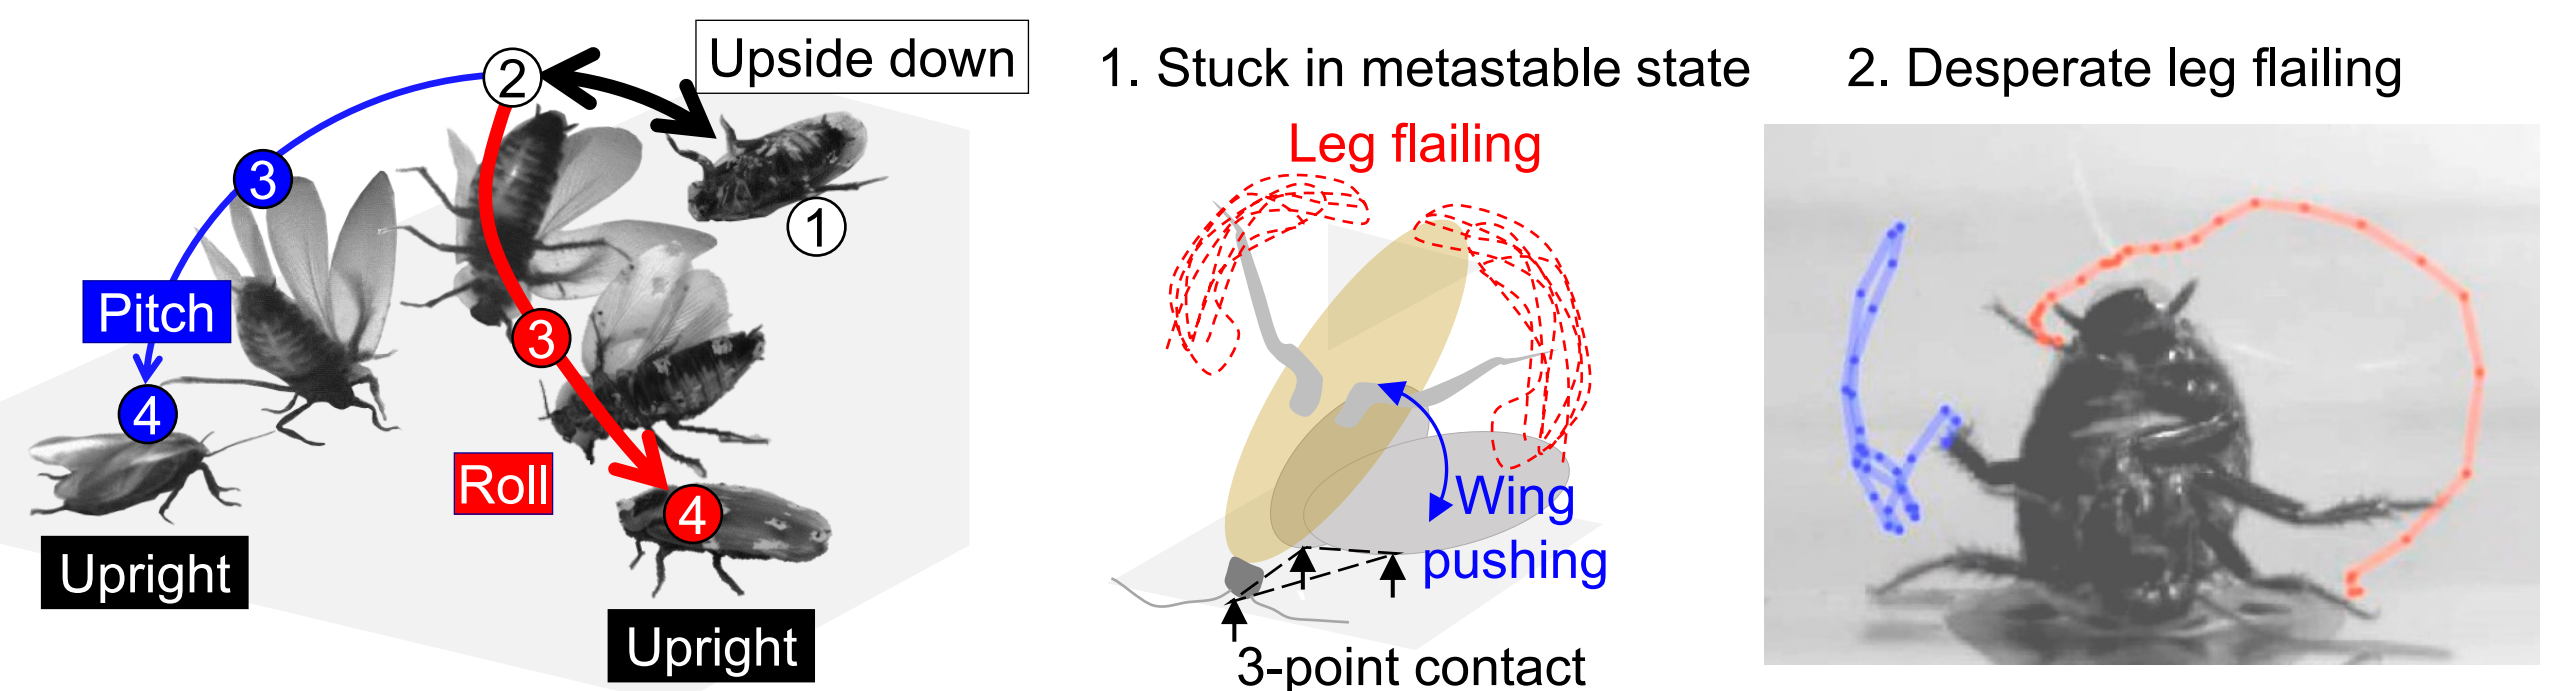 2
Upside down
3
1
Pitch
3
4
Roll
4
Upright
Upright
1. Stuck in metastable state
Leg flailing
Wing
pushing
3-point contact
2. Desperate leg flailing